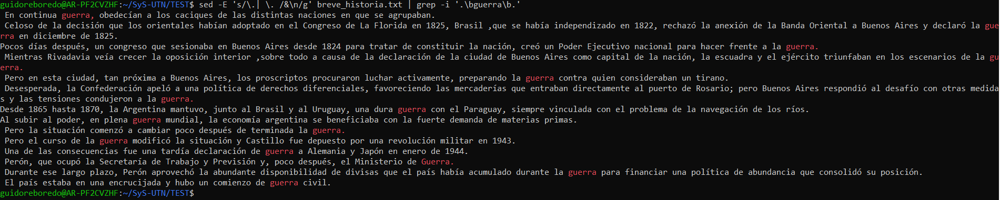 guidoreboredo@AR-PF2CVZHF:~/SyS-UTN/TEST$ sed -E 's/\.| \. /&\n/g' breve_historia.txt | grep -i '.\bguerra\b.'
 En continua guerra, obedecían a los caciques de las distintas naciones en que se agrupaban.
 Celoso de la decisión que los orientales habían adoptado en el Congreso de La Florida en 1825, Brasil ,que se había independizado en 1822, rechazó la anexión de la Banda Oriental a Buenos Aires y declaró la gue
rra en diciembre de 1825.
Pocos días después, un congreso que sesionaba en Buenos Aires desde 1824 para tratar de constituir la nación, creó un Poder Ejecutivo nacional para hacer frente a la guerra.
 Mientras Rivadavia veía crecer la oposición interior ,sobre todo a causa de la declaración de la ciudad de Buenos Aires como capital de la nación, la escuadra y el ejército triunfaban en los escenarios de la gu
erra.
 Pero en esta ciudad, tan próxima a Buenos Aires, los proscriptos procuraron luchar activamente, preparando la guerra contra quien consideraban un tirano.
 Desesperada, la Confederación apeló a una política de derechos diferenciales, favoreciendo las mercaderías que entraban directamente al puerto de Rosario; pero Buenos Aires respondió al desafío con otras medida
s y las tensiones condujeron a la guerra.
Desde 1865 hasta 1870, la Argentina mantuvo, junto al Brasil y al Uruguay, una dura guerra con el Paraguay, siempre vinculada con el problema de la navegación de los ríos.
Al subir al poder, en plena guerra mundial, la economía argentina se beneficiaba con la fuerte demanda de materias primas.
 Pero la situación comenzó a cambiar poco después de terminada la guerra.
 Pero el curso de la guerra modificó la situación y Castillo fue depuesto por una revolución militar en 1943.
 Una de las consecuencias fue una tardía declaración de guerra a Alemania y Japón en enero de 1944.
 Perón, que ocupó la Secretaría de Trabajo y Previsión y, poco después, el Ministerio de Guerra.
 Durante ese largo plazo, Perón aprovechó la abundante disponibilidad de divisas que el país había acumulado durante la guerra para financiar una política de abundancia que consolidó su posición.
 El país estaba en una encrucijada y hubo un comienzo de guerra civil.
guidoreboredo@AR-PF2CVZHF:~/SyS-UTN/TEST$